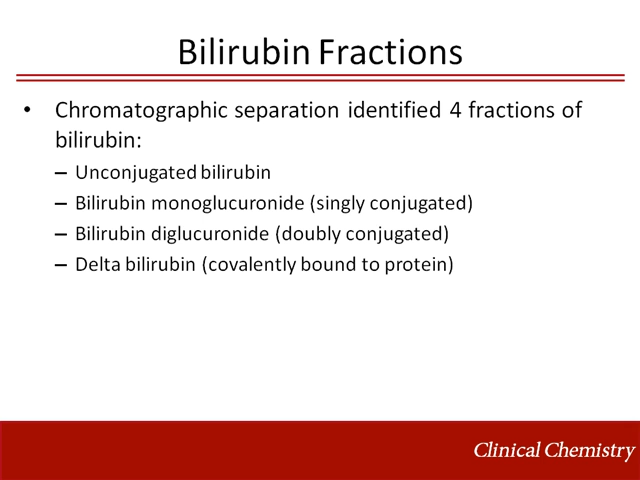 Bilirubin Fractions
• Chromatographic separation identified 4 fractions of
bilirubin:
– Unconjugated bilirubin
– Bilirubin monoglucuronide (singly conjugated)
– Bilirubin diglucuronide (doubly conjugated)
– Delta bilirubin (covalently bound to protein)
Clinical Chemistry